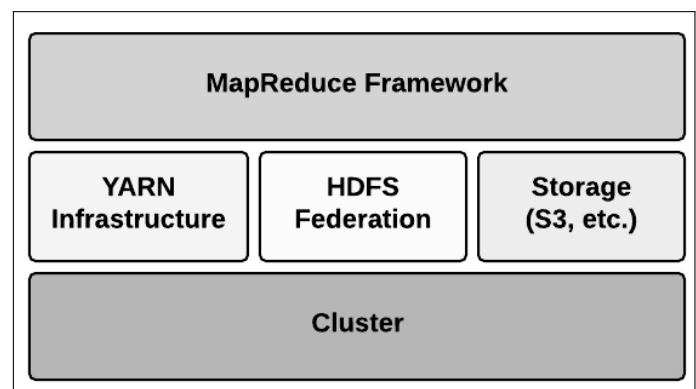 MapReduce Framework
YARN
Infrastructure
HDFS
Federation
Storage
(S3, etc.)
Cluster